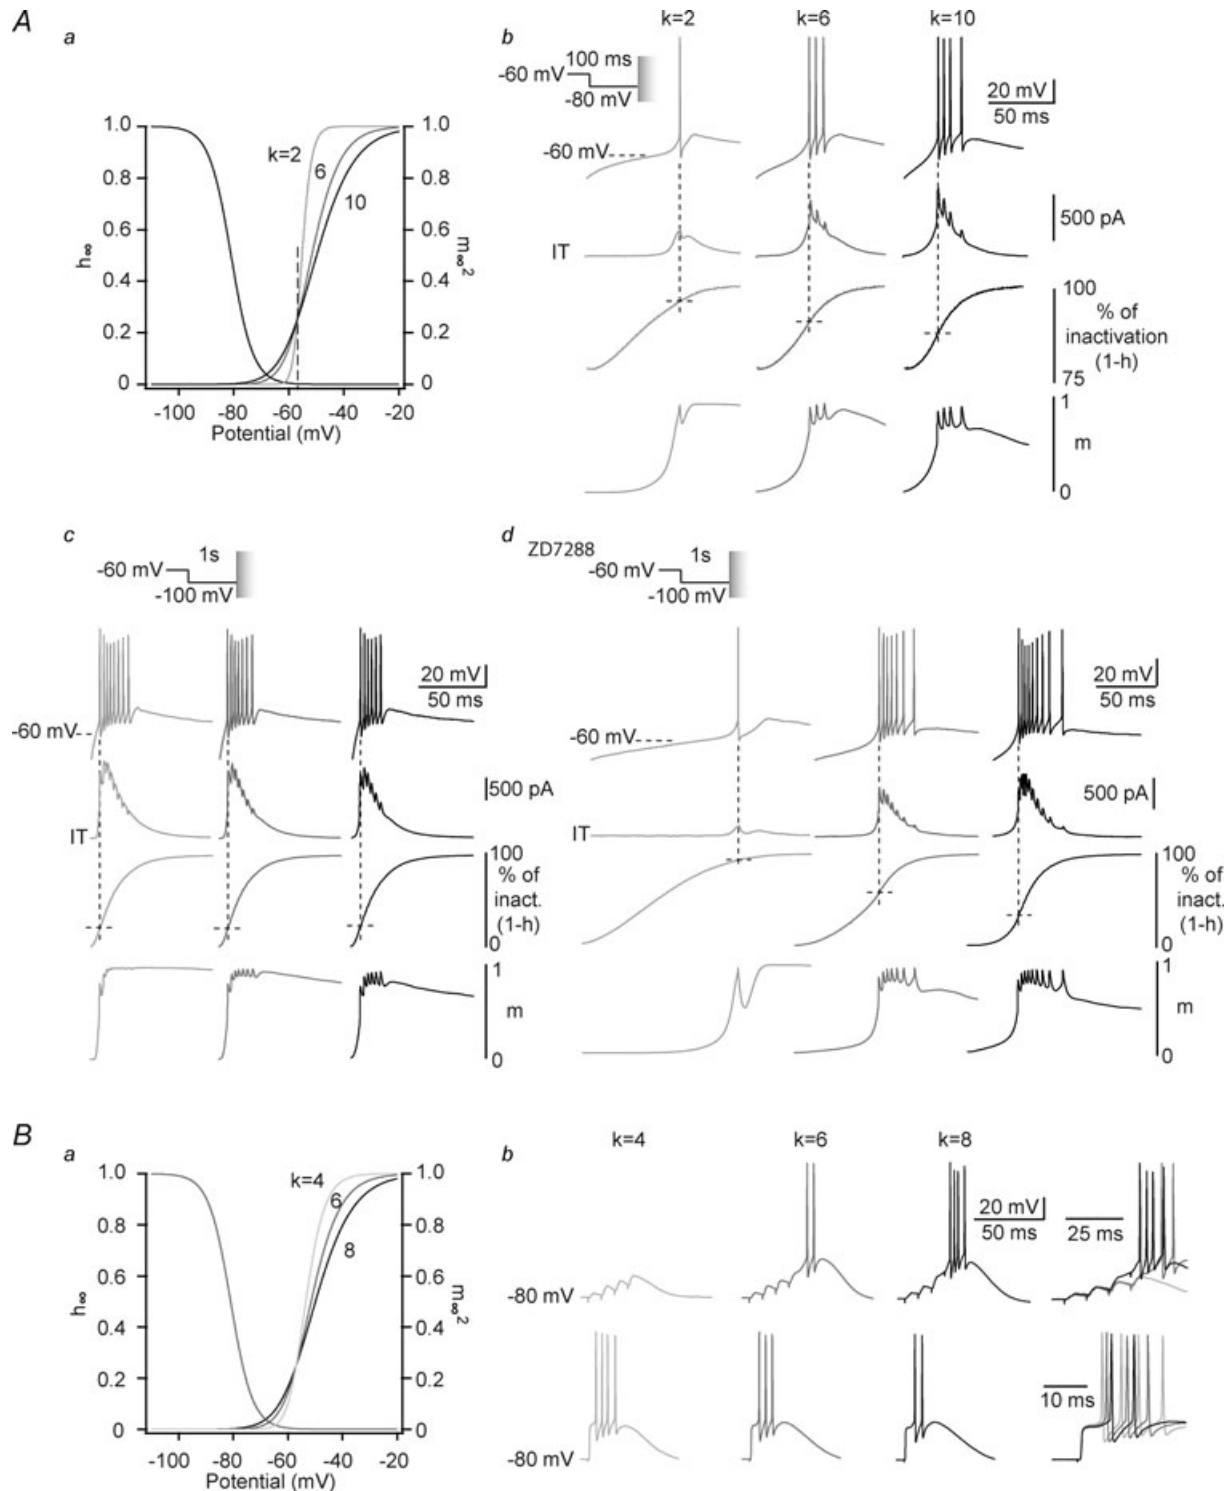 A
a
1.0
0.8
0.6
0.4
0.2
0
h∞
k=2
6
10
1.0
0.8
0.6
0.4
0.2
0
m∞²
-100 -80 -60 -40 -20
Potential (mV)
b
k=2 k=6 k=10
100 ms
-60 mV
-80 mV
20 mV
50 ms
-60 mV
500 pA
IT
100
% of
inactivation
(1-h)
75
1
m
0
c
1s
-60 mV
-100 mV
20 mV
50 ms
-60 mV
500 pA
IT
100
% of
inact.
(1-h)
0
1
m
0
d
ZD7288
1s
-60 mV
-100 mV
20 mV
50 ms
-60 mV
500 pA
IT
100
% of
inact.
(1-h)
0
1
m
0
B
a
1.0
0.8
0.6
0.4
0.2
0
h∞
k=4
6
8
1.0
0.8
0.6
0.4
0.2
0
m∞²
-100 -80 -60 -40 -20
Potential (mV)
b
k=4 k=6 k=8
20 mV
50 ms
25 ms
-80 mV
10 ms
-80 mV